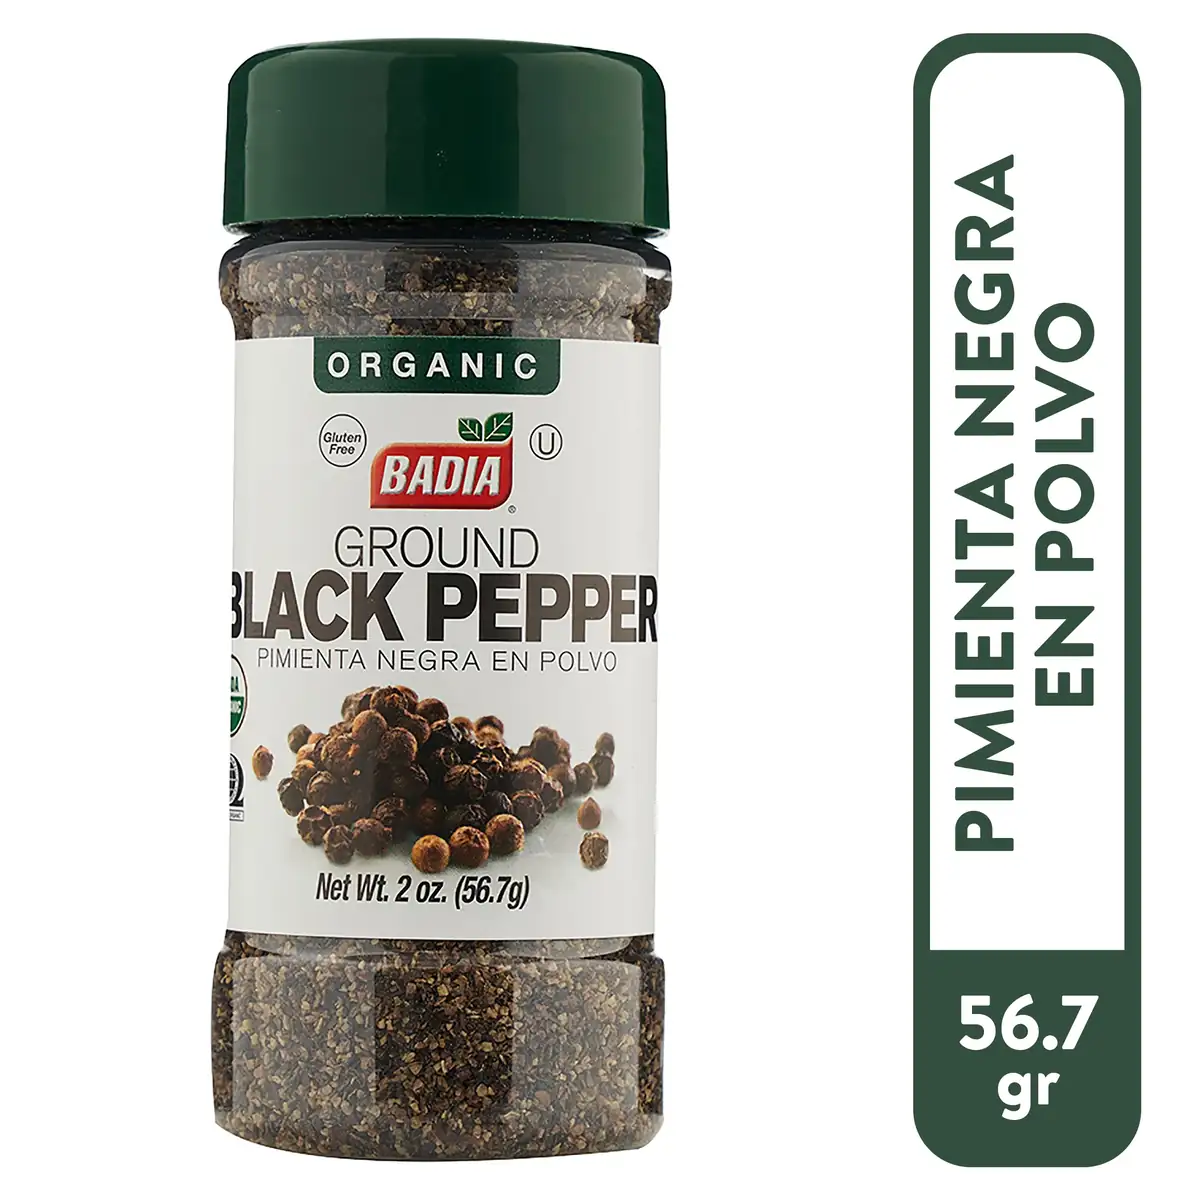 ORGANIC
Gluten
Free
U
BADIA
®
GROUND
BLACK PEPPER
PIMIENTA NEGRA EN POLVO
Net Wt. 2 oz. (56.7g)
PIMIENTA NEGRA
EN POLVO
56.7
gr